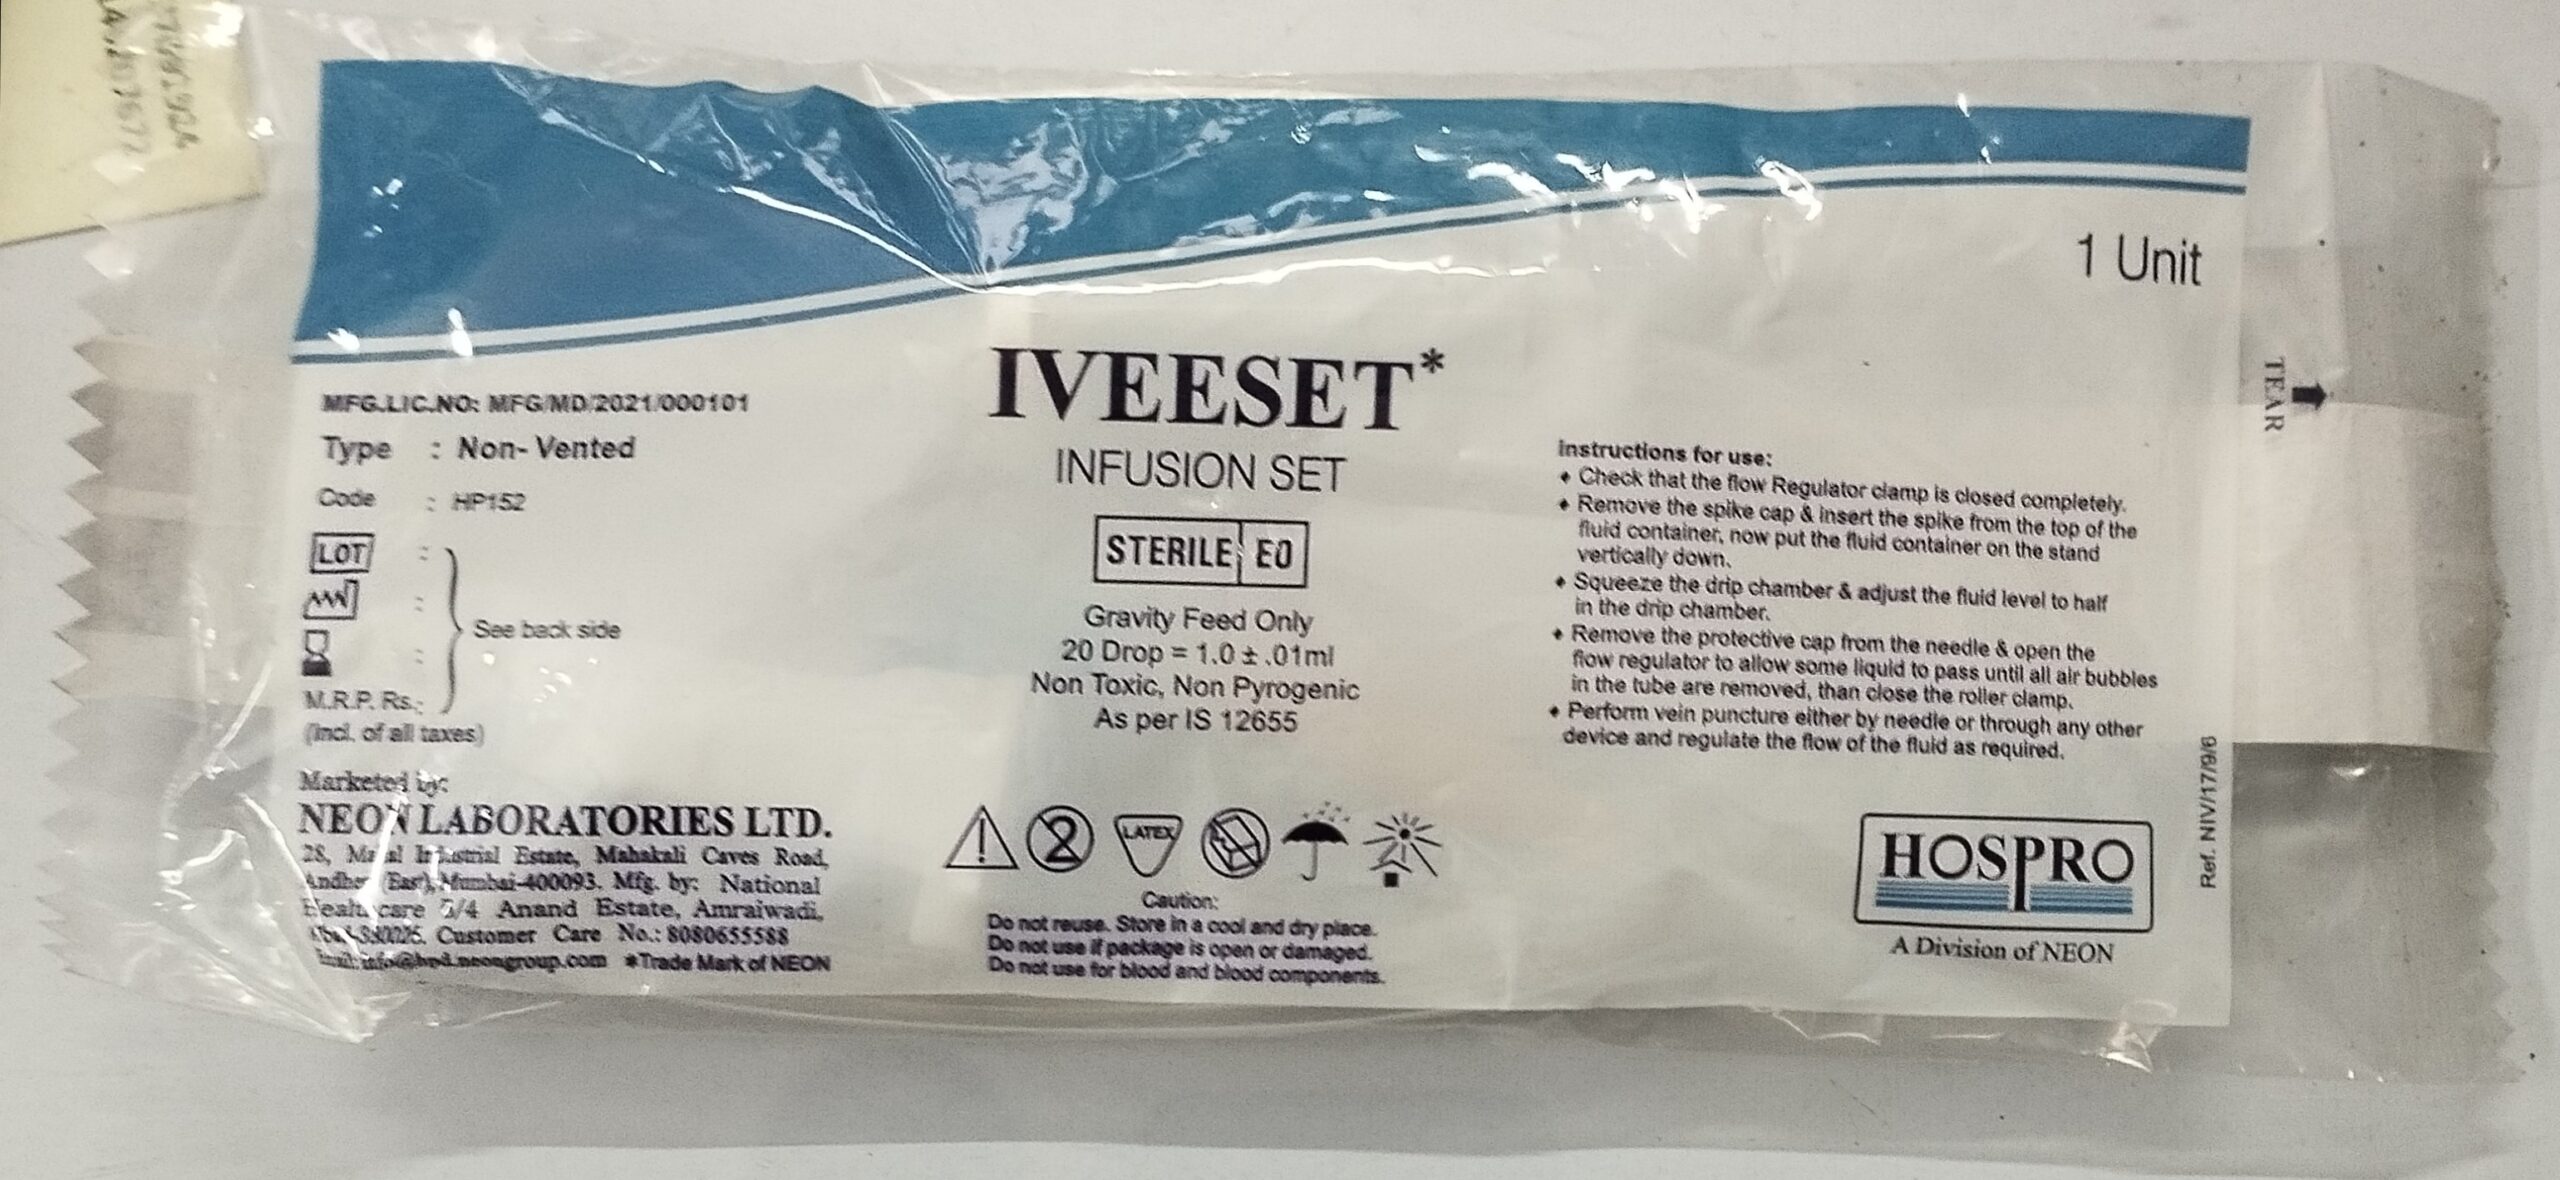 1 Unit
TEAR
MFG.LIC.NO: MFG/MD/2021/000101
Type : Non- Vented
Code : HP152
LOT :
:
:
See back side
M.R.P. Rs.:
(Incl. of all taxes)
Marketed by:
NEON LABORATORIES LTD.
28, Industrial Estate, Mahakali Caves Road,
(East), Mumbai-400093. Mfg. by: National
Healthcare 5/4 Anand Estate, Amraiwadi,
Customer Care No.: 8080655588
Email: info@hpd.neongroup.com *Trade Mark of NEON
IVEESET*
INFUSION SET
STERILE EO
Gravity Feed Only
20 Drop = 1.0 ± .01ml
Non Toxic, Non Pyrogenic
As per IS 12655
2
LATEX
Caution:
Do not reuse. Store in a cool and dry place.
Do not use if package is open or damaged.
Do not use for blood and blood components.
Instructions for use:
• Check that the flow Regulator clamp is closed completely.
• Remove the spike cap & insert the spike from the top of the
fluid container, now put the fluid container on the stand
vertically down.
• Squeeze the drip chamber & adjust the fluid level to half
in the drip chamber.
• Remove the protective cap from the needle & open the
flow regulator to allow some liquid to pass until all air bubbles
in the tube are removed, than close the roller clamp.
• Perform vein puncture either by needle or through any other
device and regulate the flow of the fluid as required.
HOSPRO
A Division of NEON
Ref. NIV/17/9/6